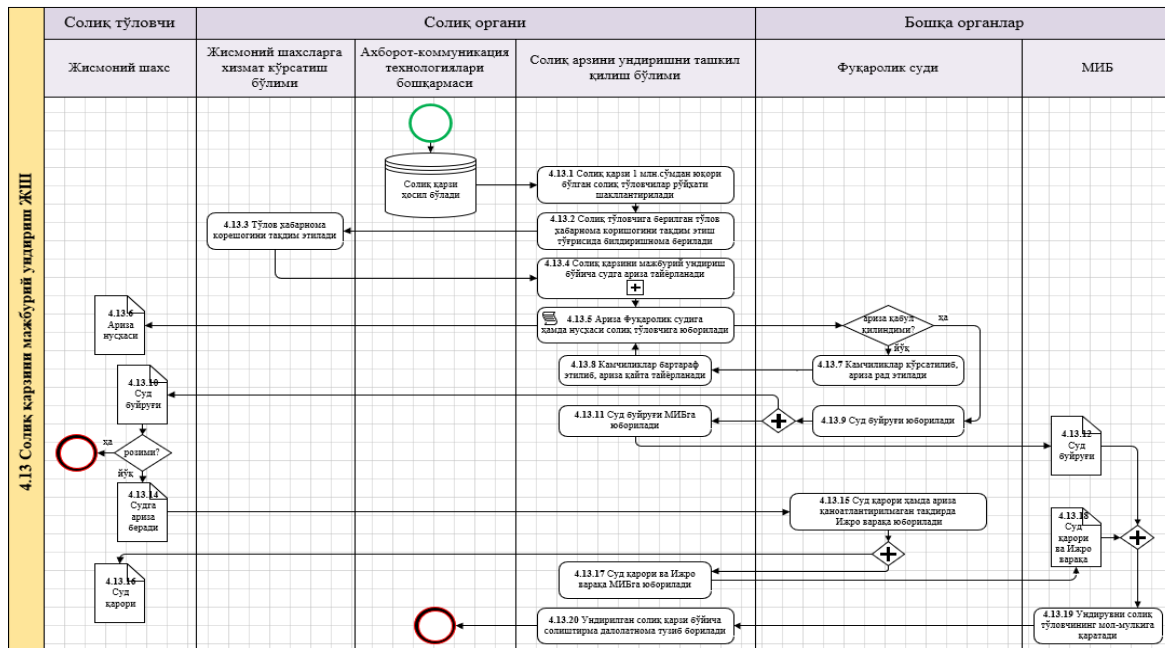 Солиқ тўловчи
Солиқ органи
Бошқа органлар
Жисмоний шахс
Жисмоний шахсларга
хизмат кўрсатиш
бўлими
Ахборот-коммуникация
технологиялари
бошқармаси
Солиқ арзини ундиришни ташкил
қилиш бўлими
Фуқаролик суди
МИБ
4.13 Солиқ қарзини мажбурий ундириш ЖШ
Солиқ қарзи
ҳосил бўлади
4.13.1 Солиқ қарзи 1 млн.сўмдан юқори
бўлган солиқ тўловчилар рўйҳати
шакллантирилади
4.13.2 Солиқ тўловчига берилган тўлов
ҳабарнома коришогини тақдим этиш
тўғрисида билдиришнома берилади
4.13.3 Тўлов ҳабарнома
корешогини тақдим этилади
4.13.4 Солиқ қарзини мажбурий ундириш
бўйича судга ариза тайёрланади
4.13.5 Ариза Фуқаролик судига
ҳамда нусҳаси солиқ тўловчига юборилади
4.13.6
Ариза
нусҳаси
ариза қабул
қилиндими?
ҳа
йўқ
4.13.7 Камчиликлар кўрсатилиб,
ариза рад этилади
4.13.8 Камчиликлар бартараф
этилиб, ариза қайта тайёрланади
4.13.9 Суд буйруғи юборилади
4.13.10
Суд
буйруғи
4.13.11 Суд буйруғи МИБга
юборилади
4.13.12
Суд
буйруғи
розими?
ҳа
йўқ
4.13.14
Судга
ариза
беради
4.13.15 Суд қарори ҳамда ариза
қаноатлантирилмаган тақдирда
Ижро варақа юборилади
4.13.16
Суд
қарори
4.13.17 Суд қарори ва Ижро
варақа МИБга юборилади
4.13.18
Суд
қарори ва Ижро
варақа
4.13.19 Ундирувни солиқ
тўловчининг мол-мулкига
қаратади
4.13.20 Ундирилган солиқ қарзи бўйича
солиштирма далолатнома тузиб борилади